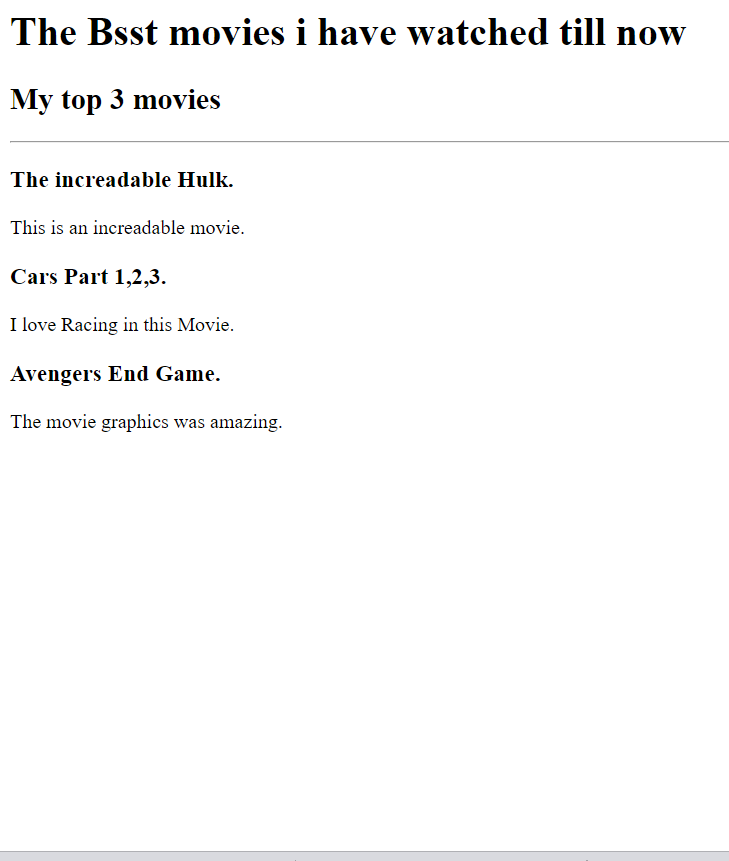 The Bsst movies i have watched till now
My top 3 movies
The increadable Hulk.
This is an increadable movie.
Cars Part 1,2,3.
I love Racing in this Movie.
Avengers End Game.
The movie graphics was amazing.